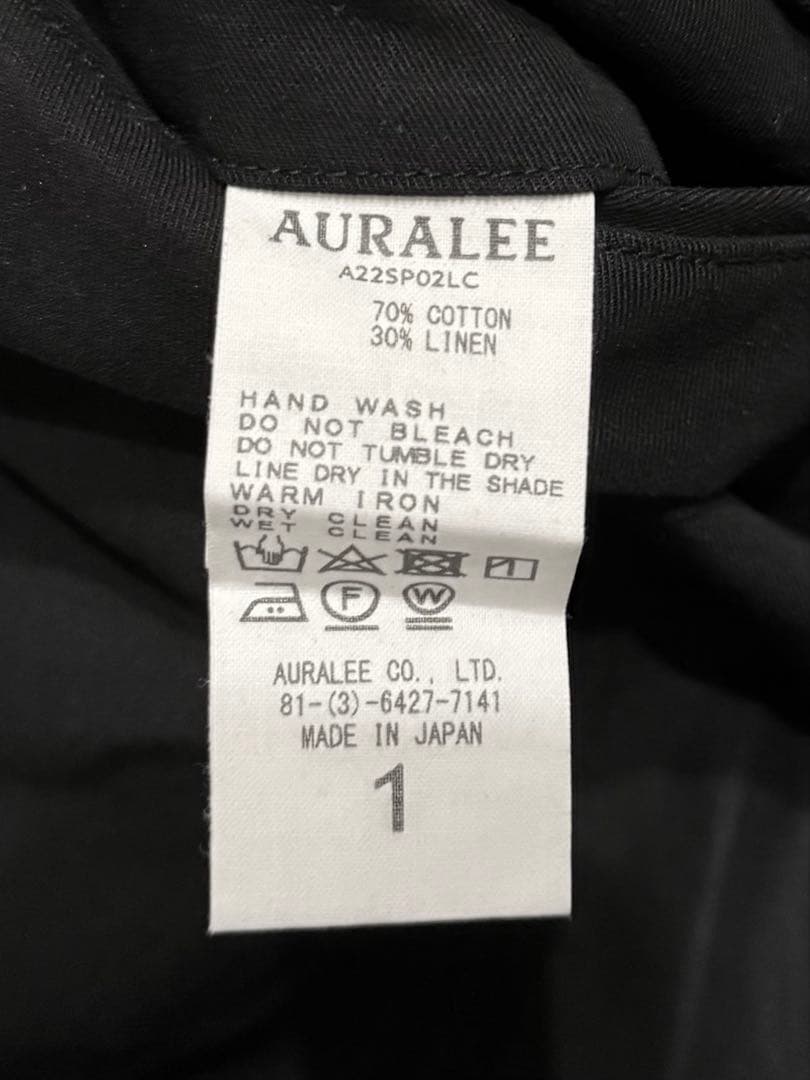 AURALEE
A22SP02LC
70% COTTON
30% LINEN
HAND WASH
DO NOT BLEACH
DO NOT TUMBLE DRY
LINE DRY IN THE SHADE
WARM IRON
DRY CLEAN
WET CLEAN
F W
AURALEE CO., LTD.
81-(3)-6427-7141
MADE IN JAPAN
1